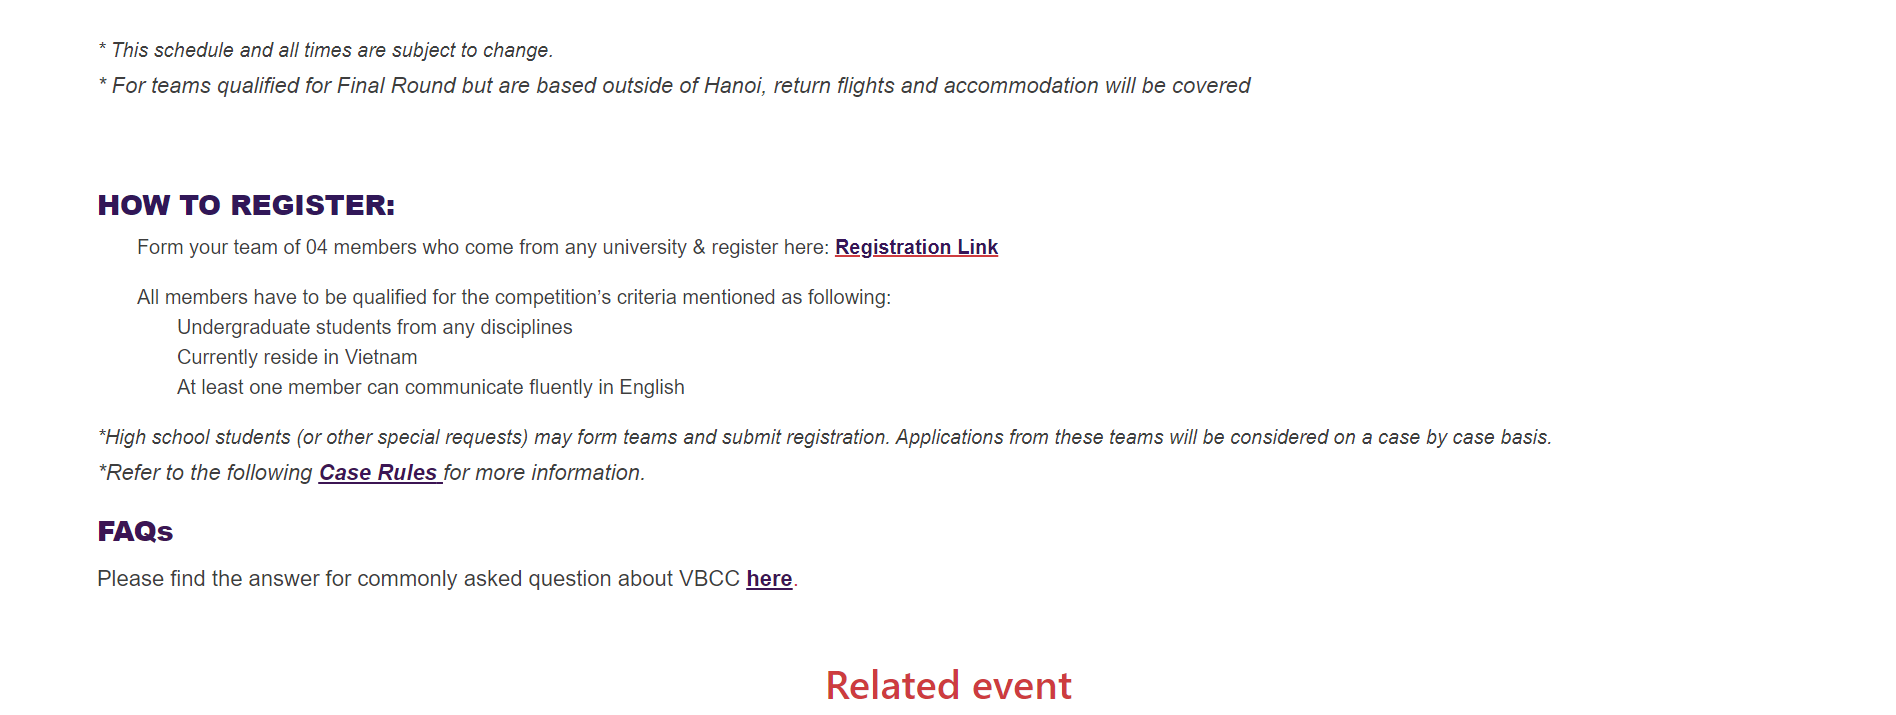 * This schedule and all times are subject to change.
* For teams qualified for Final Round but are based outside of Hanoi, return flights and accommodation will be covered
HOW TO REGISTER:
Form your team of 04 members who come from any university & register here: Registration Link
All members have to be qualified for the competition’s criteria mentioned as following:
Undergraduate students from any disciplines
Currently reside in Vietnam
At least one member can communicate fluently in English
*High school students (or other special requests) may form teams and submit registration. Applications from these teams will be considered on a case by case basis.
*Refer to the following Case Rules for more information.
FAQs
Please find the answer for commonly asked question about VBCC here.
Related event